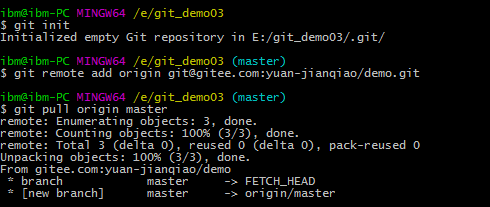 ibm@ibm-PC MINGW64 /e/git_demo03
$ git init
Initialized empty Git repository in E:/git_demo03/.git/
ibm@ibm-PC MINGW64 /e/git_demo03 (master)
$ git remote add origin git@gitee.com:yuan-jianqiao/demo.git
ibm@ibm-PC MINGW64 /e/git_demo03 (master)
$ git pull origin master
remote: Enumerating objects: 3, done.
remote: Counting objects: 100% (3/3), done.
remote: Total 3 (delta 0), reused 0 (delta 0), pack-reused 0
Unpacking objects: 100% (3/3), done.
From gitee.com:yuan-jianqiao/demo
 * branch            master     -> FETCH_HEAD
 * [new branch]      master     -> origin/master